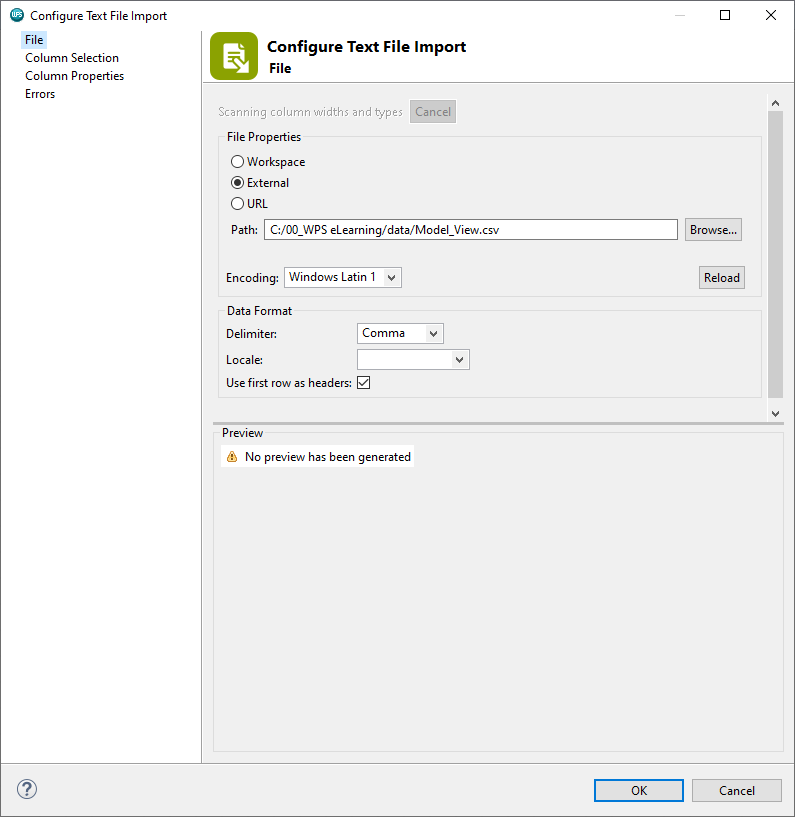 WPS Configure Text File Import
File
Column Selection
Column Properties
Errors
Configure Text File Import
File
Scanning column widths and types Cancel
File Properties
Workspace
External
URL
Path: C:/00_WPS eLearning/data/Model_View.csv Browse...
Encoding: Windows Latin 1 Reload
Data Format
Delimiter: Comma
Locale:
Use first row as headers:
Preview
No preview has been generated
? OK Cancel